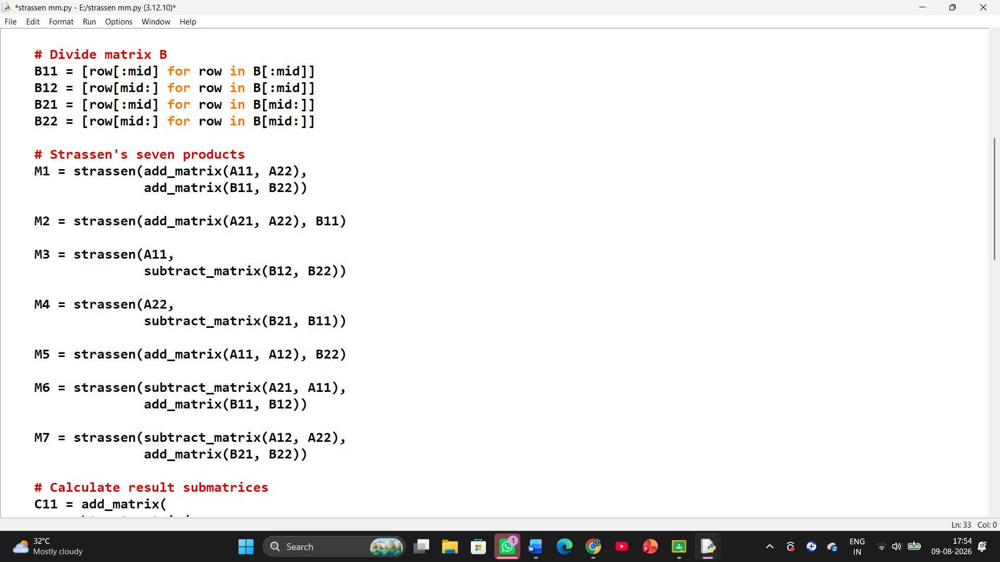 *strassen mm.py - E:/strassen mm.py (3.12.10)*
File Edit Format Run Options Window Help
# Divide matrix B
B11 = [row[:mid] for row in B[:mid]]
B12 = [row[mid:] for row in B[:mid]]
B21 = [row[:mid] for row in B[mid:]]
B22 = [row[mid:] for row in B[mid:]]
# Strassen's seven products
M1 = strassen(add_matrix(A11, A22),
add_matrix(B11, B22))
M2 = strassen(add_matrix(A21, A22), B11)
M3 = strassen(A11,
subtract_matrix(B12, B22))
M4 = strassen(A22,
subtract_matrix(B21, B11))
M5 = strassen(add_matrix(A11, A12), B22)
M6 = strassen(subtract_matrix(A21, A11),
add_matrix(B11, B12))
M7 = strassen(subtract_matrix(A12, A22),
add_matrix(B21, B22))
# Calculate result submatrices
C11 = add_matrix(
Ln: 33 Col: 0
32°C
Mostly cloudy
Search
1
ENG
IN
17:54
09-08-2026